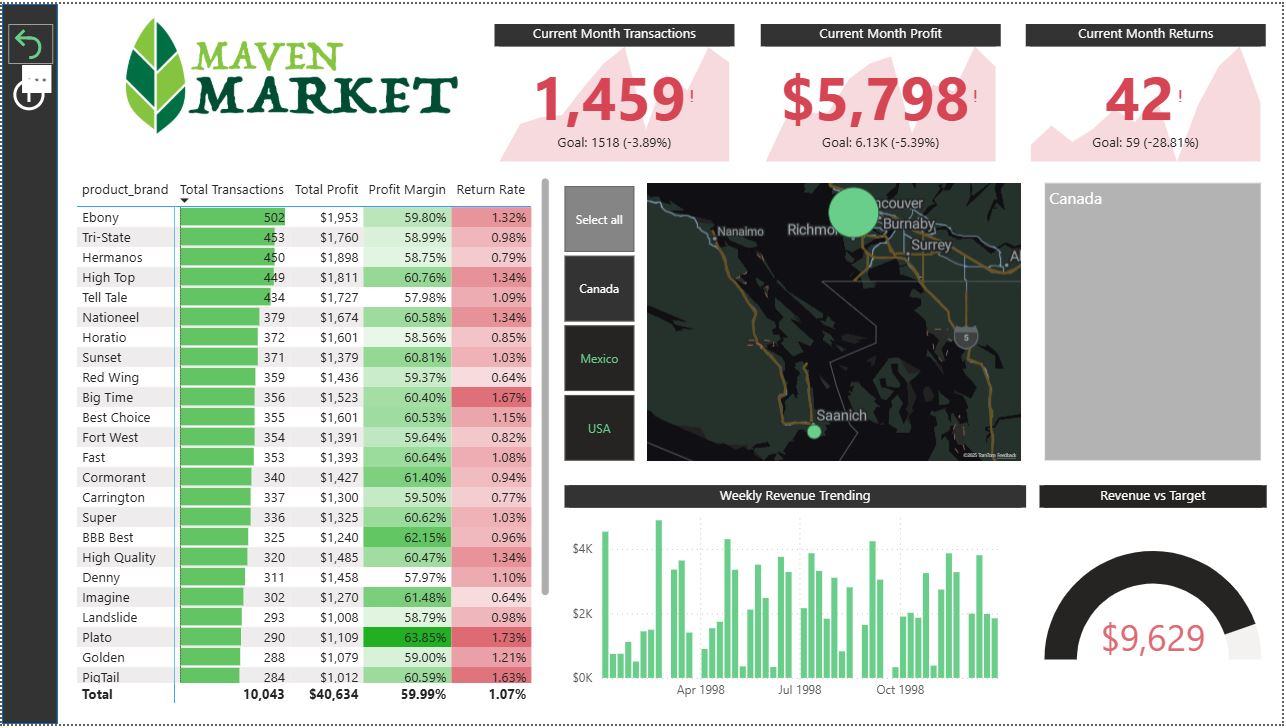 MAVEN
MARKET
Current Month Transactions
1,459!
Goal: 1518 (-3.89%)
Current Month Profit
$5,798!
Goal: 6.13K (-5.39%)
Current Month Returns
42!
Goal: 59 (-28.81%)
product_brand Total Transactions Total Profit Profit Margin Return Rate
Ebony 502 $1,953 59.80% 1.32%
Tri-State 453 $1,760 58.99% 0.98%
Hermanos 450 $1,898 58.75% 0.79%
High Top 449 $1,811 60.76% 1.34%
Tell Tale 434 $1,727 57.98% 1.09%
Nationeel 379 $1,674 60.58% 1.34%
Horatio 372 $1,601 58.56% 0.85%
Sunset 371 $1,379 60.81% 1.03%
Red Wing 359 $1,436 59.37% 0.64%
Big Time 356 $1,523 60.40% 1.67%
Best Choice 355 $1,601 60.53% 1.15%
Fort West 354 $1,391 59.64% 0.82%
Fast 353 $1,393 60.64% 1.08%
Cormorant 340 $1,427 61.40% 0.94%
Carrington 337 $1,300 59.50% 0.77%
Super 336 $1,325 60.62% 1.03%
BBB Best 325 $1,240 62.15% 0.96%
High Quality 320 $1,485 60.47% 1.34%
Denny 311 $1,458 57.97% 1.10%
Imagine 302 $1,270 61.48% 0.64%
Landslide 293 $1,008 58.79% 0.98%
Plato 290 $1,109 63.85% 1.73%
Golden 288 $1,079 59.00% 1.21%
PigTail 284 $1,012 60.59% 1.63%
Total 10,043 $40,634 59.99% 1.07%
Select all
Canada
Mexico
USA
ncouver
Richmo
Burnaby
Nanaimo
Surrey
A
5
Saanich
©2025 TomTom Feedback
Canada
Weekly Revenue Trending
$4K
$2K
$0K
Apr 1998 Jul 1998 Oct 1998
Revenue vs Target
$9,629